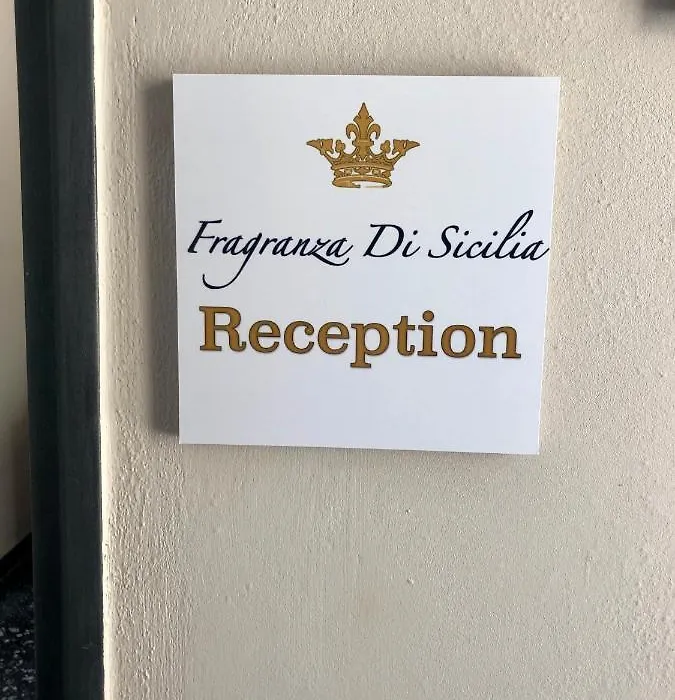 Fragranza Di Sicilia
Reception